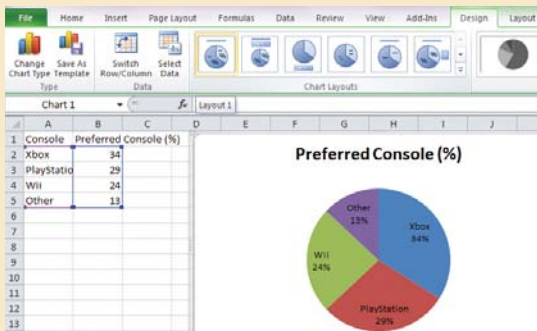 File Home Insert Page Layout Formulas Data Review View Add-Ins Design Layout
Change Chart Type Save As Template Switch Row/Column Select Data
Type Data Chart Layouts
Chart 1 fx Layout 1
A B C D E F G H I J
1 Console Preferred Console (%)
2 Xbox 34
3 PlayStatio 29
4 Wii 24
5 Other 13
6
7
8
9
10
11
12
13
Preferred Console (%)
Other
13%
Xbox
34%
Wii
24%
PlayStation
29%